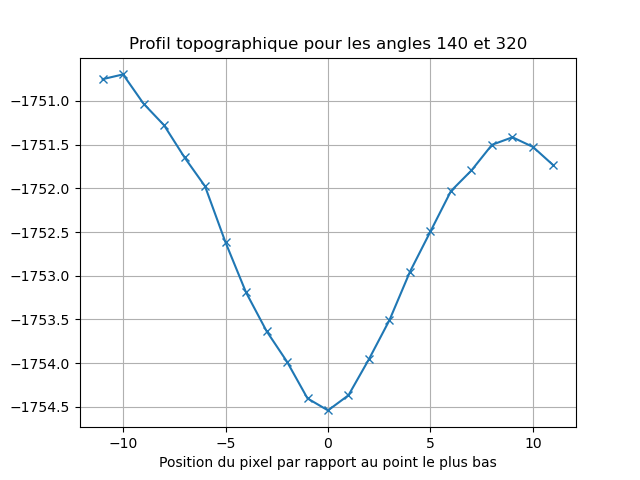 Profil topographique pour les angles 140 et 320
−1751.0
−1751.5
−1752.0
−1752.5
−1753.0
−1753.5
−1754.0
−1754.5
−10 −5 0 5 10
Position du pixel par rapport au point le plus bas